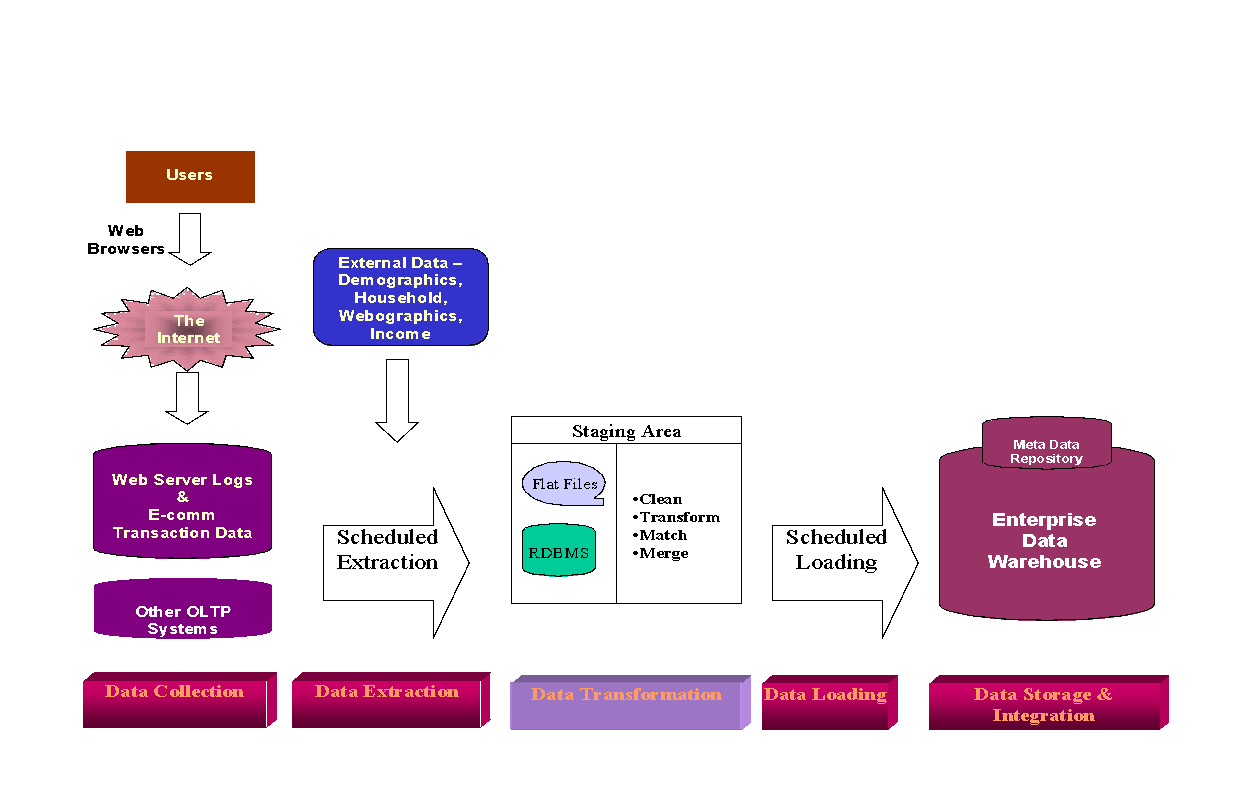 Users
Web
Browsers
The
Internet
External Data –
Demographics,
Household,
Webographics,
Income
Web Server Logs
&
E-comm
Transaction Data
Other OLTP
Systems
Scheduled
Extraction
Staging Area
Flat Files
RDBMS
•Clean
•Transform
•Match
•Merge
Scheduled
Loading
Meta Data
Repository
Enterprise
Data
Warehouse
Data Collection
Data Extraction
Data Transformation
Data Loading
Data Storage &
Integration